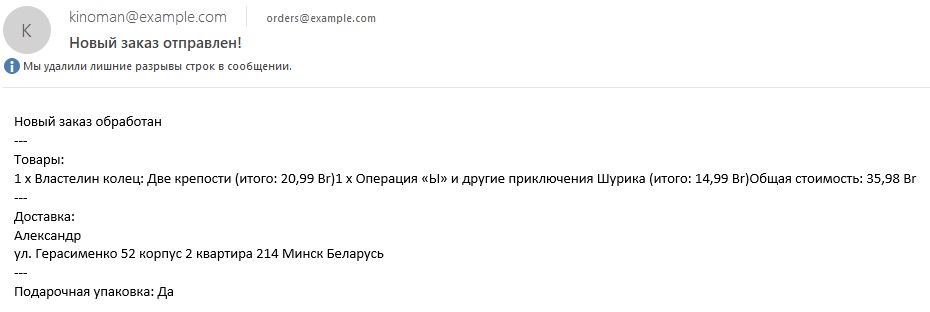 K
kinoman@example.com
orders@example.com
Новый заказ отправлен!
Мы удалили лишние разрывы строк в сообщении.
Новый заказ обработан
---
Товары:
1 x Властелин колец: Две крепости (итого: 20,99 Br)1 x Операция «Ы» и другие приключения Шурика (итого: 14,99 Br)Общая стоимость: 35,98 Br
---
Доставка:
Александр
ул. Герасименко 52 корпус 2 квартира 214 Минск Беларусь
---
Подарочная упаковка: Да